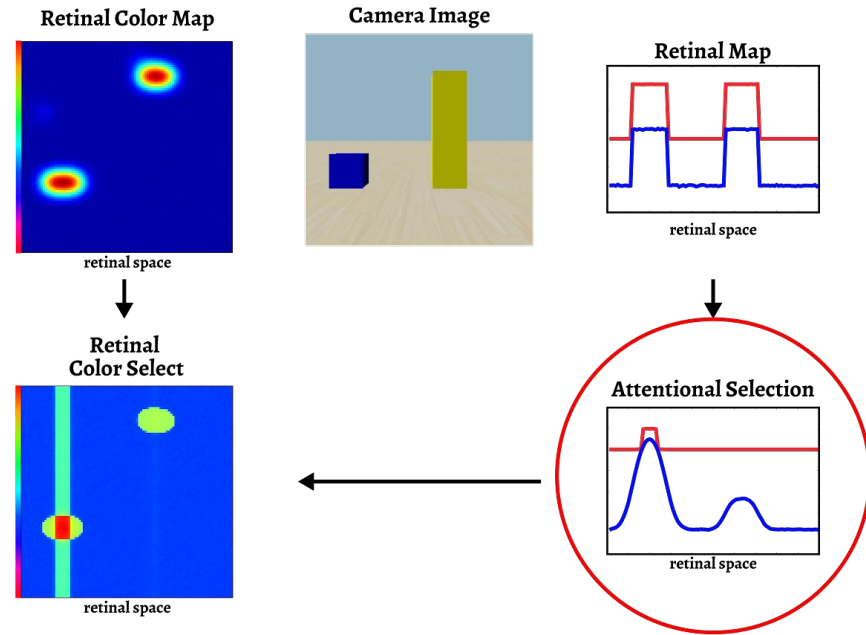 Retinal Color Map
Camera Image
Retinal Map
retinal space
retinal space
Retinal
Color Select
Attentional Selection
retinal space
retinal space